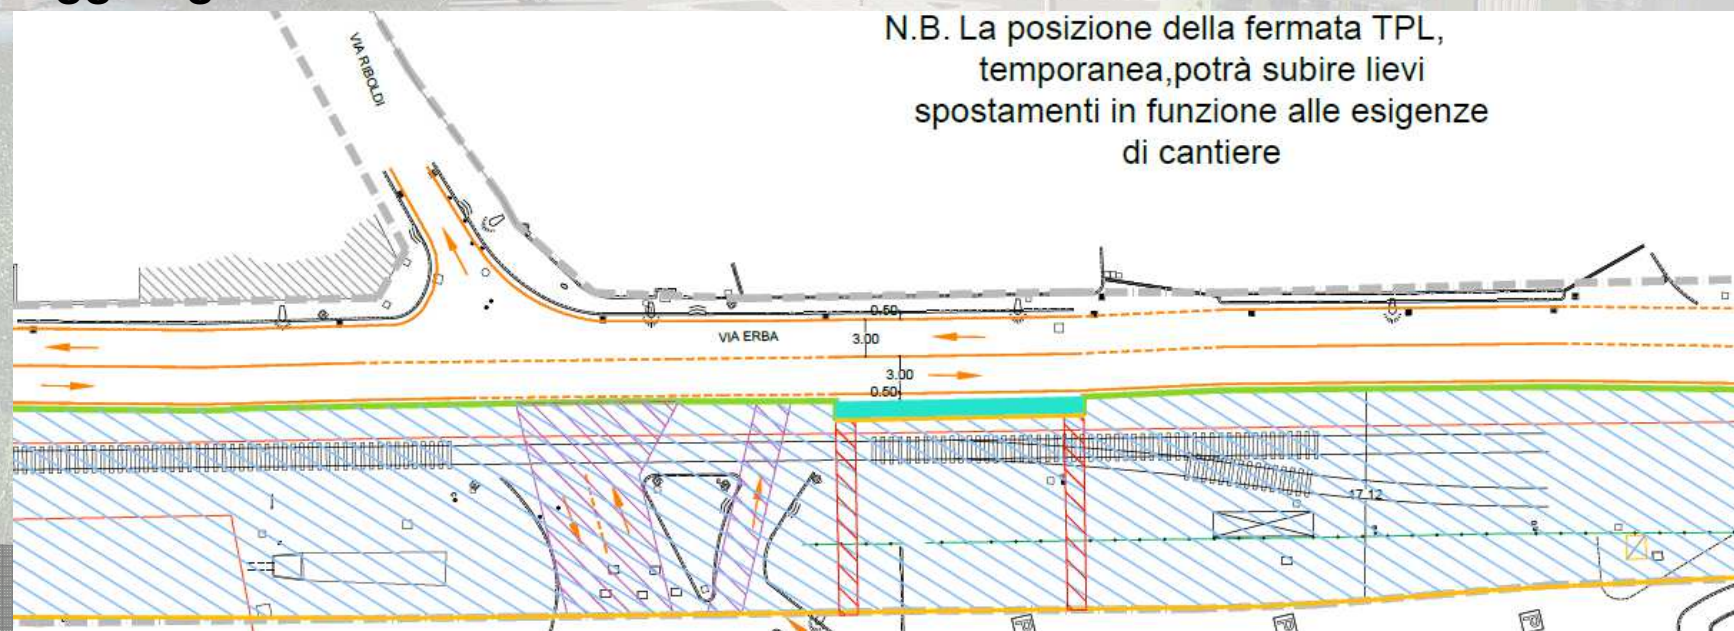 N.B. La posizione della fermata TPL,
temporanea,potrà subire lievi
spostamenti in funzione alle esigenze
di cantiere
VIA RIBOLDI
0.50
VIA ERBA
3.00
3.00
0.50
17.12
P
P
P